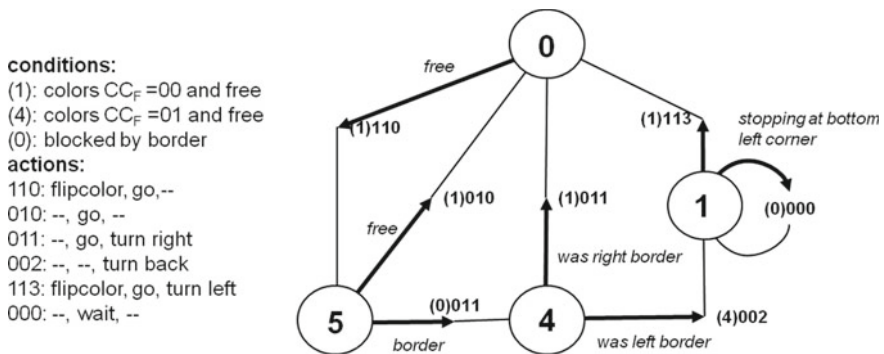 conditions:
(1): colors CCF =00 and free
(4): colors CCF =01 and free
(0): blocked by border
actions:
110: flipcolor, go,--
010: --, go, --
011: --, go, turn right
002: --, --, turn back
113: flipcolor, go, turn left
000: --, wait, --
0
free
(1)110
(1)113
stopping at bottom
left corner
(1)010
(1)011
1
(0)000
free
was right border
5
(0)011
border
4
(4)002
was left border